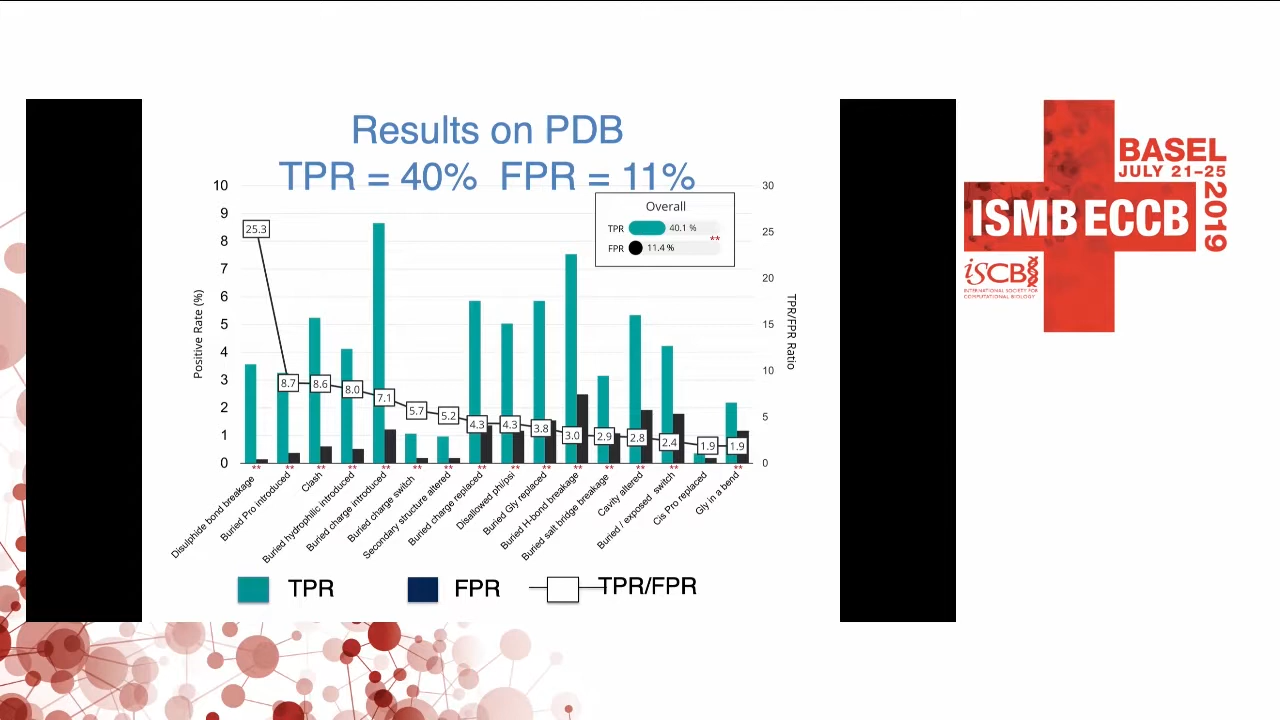 Results on PDB
TPR = 40% FPR = 11%
10
9
8
7
6
5
4
3
2
1
0
Positive Rate (%)
30
25
20
15
10
5
0
TPR/FPR Ratio
Overall
TPR 40.1 %
FPR 11.4 %
**
25.3
8.7
8.6
8.0
7.1
5.7
5.2
4.3
4.3
3.8
3.0
2.9
2.8
2.4
1.9
1.9
** ** ** ** ** ** ** ** ** ** ** ** ** ** **
Disulphide bond breakage
Buried Pro introduced
Clash
Buried hydrophilic introduced
Buried charge introduced
Buried charge switch
Secondary structure altered
Buried charge replaced
Disallowed phi/psi
Buried Gly replaced
Buried H-bond breakage
Buried salt bridge breakage
Cavity altered
Buried / exposed switch
Cis Pro replaced
Gly in a bend
TPR
FPR
TPR/FPR
BASEL
JULY 21–25
2019
ISMB ECCB
ISCB
INTERNATIONAL SOCIETY FOR
COMPUTATIONAL BIOLOGY